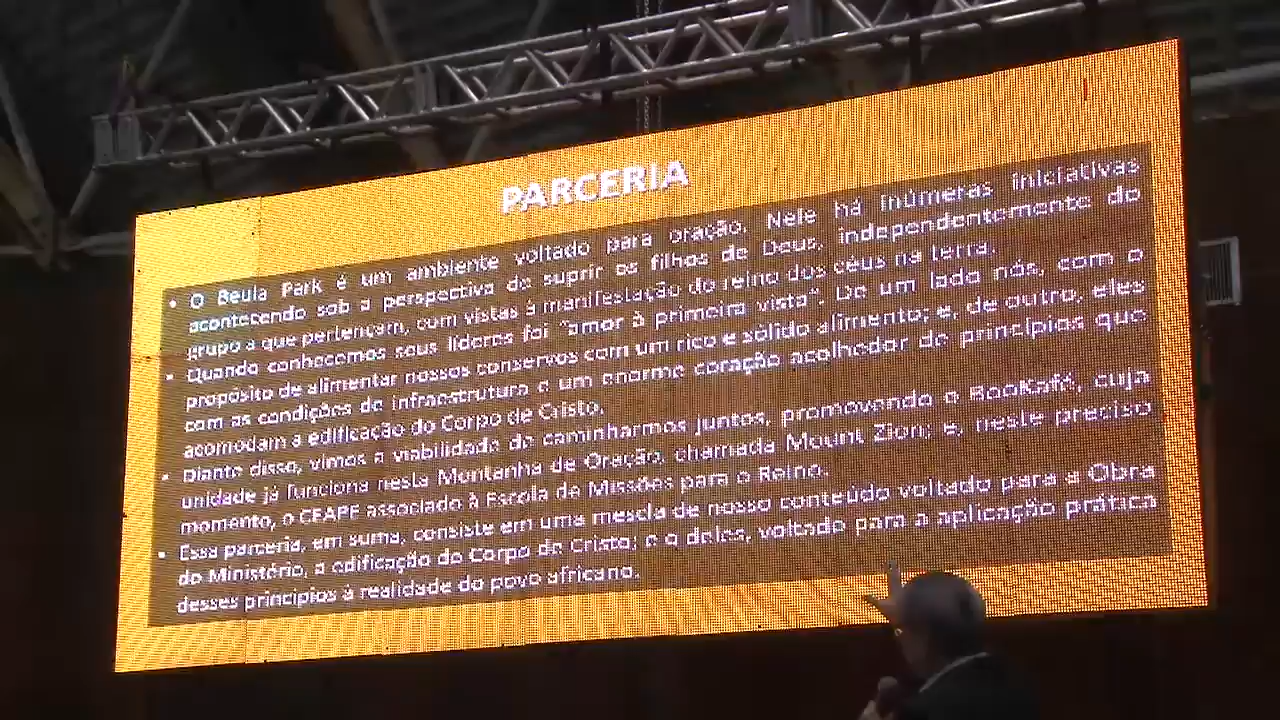 PARCERIA
• O Beula Park é um ambiente voltado para oração. Nele há inúmeras iniciativas
acontecendo sob a perspectiva de suprir os filhos de Deus, independentemente do
grupo a que pertençam, com vistas à manifestação do reino dos céus na terra.
• Quando conhecemos seus líderes foi "amor à primeira vista". De um lado nós, com o
propósito de alimentar nossos conservos com um rico e sólido alimento; e, de outro, eles
com as condições de infraestrutura e um enorme coração acolhedor de princípios que
acomodam a edificação do Corpo de Cristo.
• Diante disso, vimos a viabilidade de caminharmos juntos, promovendo o BooKafé, cuja
unidade já funciona nesta Montanha de Oração, chamada Mount Zion; e, neste preciso
momento, o CEAPE associado à Escola de Missões para o Reino.
• Essa parceria, em suma, consiste em uma mescla de nosso conteúdo voltado para a Obra
do Ministério, a edificação do Corpo de Cristo; e o deles, voltado para a aplicação prática
desses princípios à realidade do povo africano.